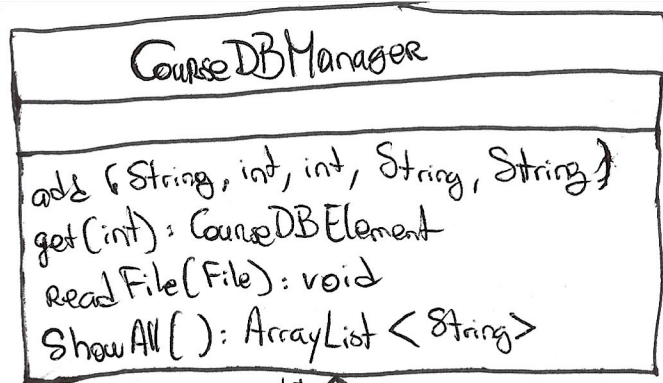 CourseDBManager
add (String, int, int, String, String)
get(int): CourseDBElement
ReadFile(File): void
ShowAll(): ArrayList<String>